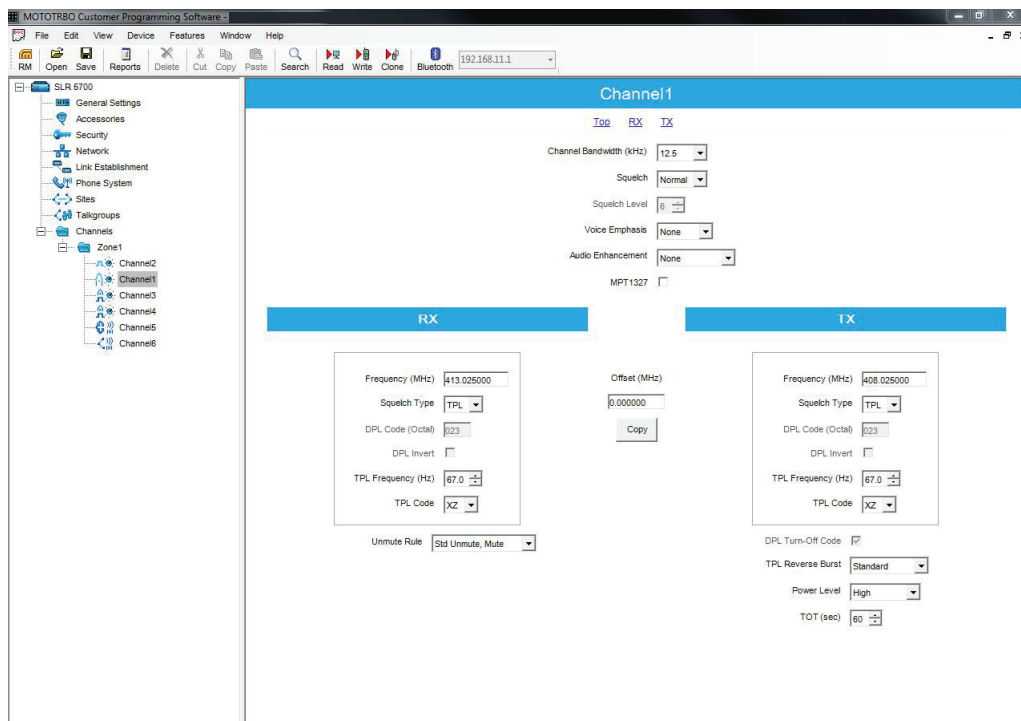 MOTOTRBO Customer Programming Software -
File Edit View Device Features Window Help
RM Open Save Reports Delete Cut Copy Paste Search Read Write Clone Bluetooth 192.168.11.1
SLR 5700
General Settings
Accessories
Security
Network
Link Establishment
Phone System
Sites
Talkgroups
Channels
Zone1
Channel2
Channel1
Channel3
Channel4
Channel5
Channel6
Channel1
Top RX TX
Channel Bandwidth (kHz) 12.5
Squelch Normal
Squelch Level 6
Voice Emphasis None
Audio Enhancement None
MPT1327
RX
Frequency (MHz) 413.025000
Squelch Type TPL
DPL Code (Octal) 023
DPL Invert
TPL Frequency (Hz) 67.0
TPL Code XZ
Unmute Rule Std Unmute, Mute
Offset (MHz)
0.000000
Copy
TX
Frequency (MHz) 408.025000
Squelch Type TPL
DPL Code (Octal) 023
DPL Invert
TPL Frequency (Hz) 67.0
TPL Code XZ
DPL Turn-Off Code
TPL Reverse Burst Standard
Power Level High
TOT (sec) 60